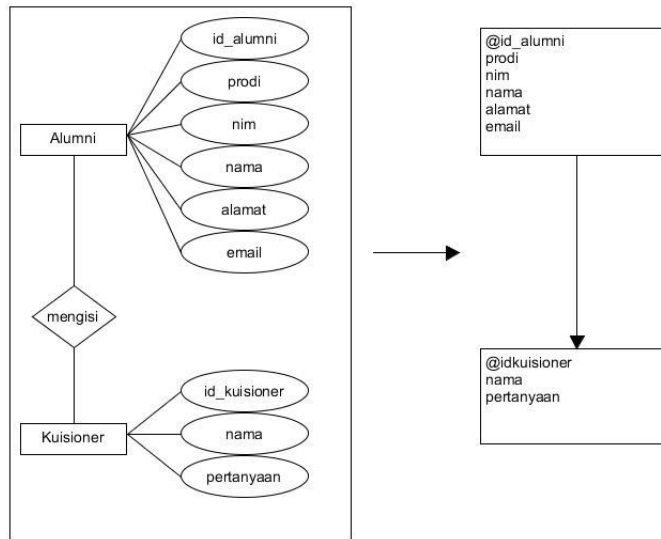 id_alumni
prodi
nim
nama
alamat
email
Alumni
mengisi
Kuisioner
id_kuisioner
nama
pertanyaan
@id_alumni
prodi
nim
nama
alamat
email
@idkuisioner
nama
pertanyaan